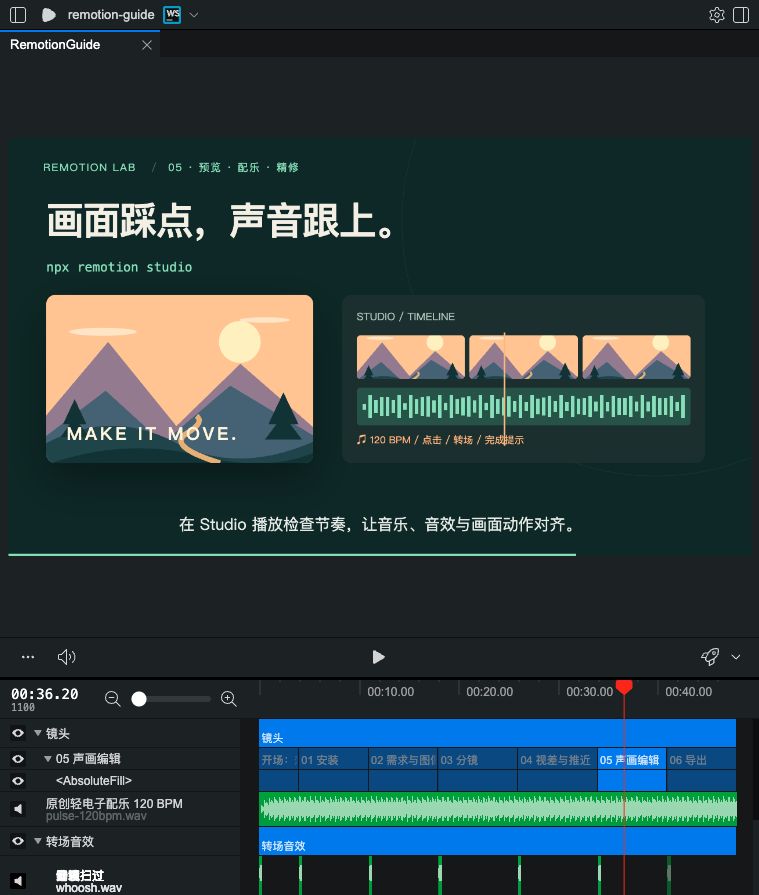 remotion-guide WS
RemotionGuide
REMOTION LAB / 05 · 预览 · 配乐 · 精修
画面踩点，声音跟上。
npx remotion studio
STUDIO / TIMELINE
MAKE IT MOVE.
120 BPM / 点击 / 转场 / 完成提示
在 Studio 播放检查节奏，让音乐、音效与画面动作对齐。
00:36.20
1100
00:10.00 00:20.00 00:30.00 00:40.00
镜头
镜头
05 声画编辑
开场： 01 安装 02 需求与图 03 分镜 04 视差与推近 05 声画编辑 06 导出
<AbsoluteFill>
原创轻电子配乐 120 BPM
pulse-120bpm.wav
转场音效
转场音效
扫过
whoosh.wav